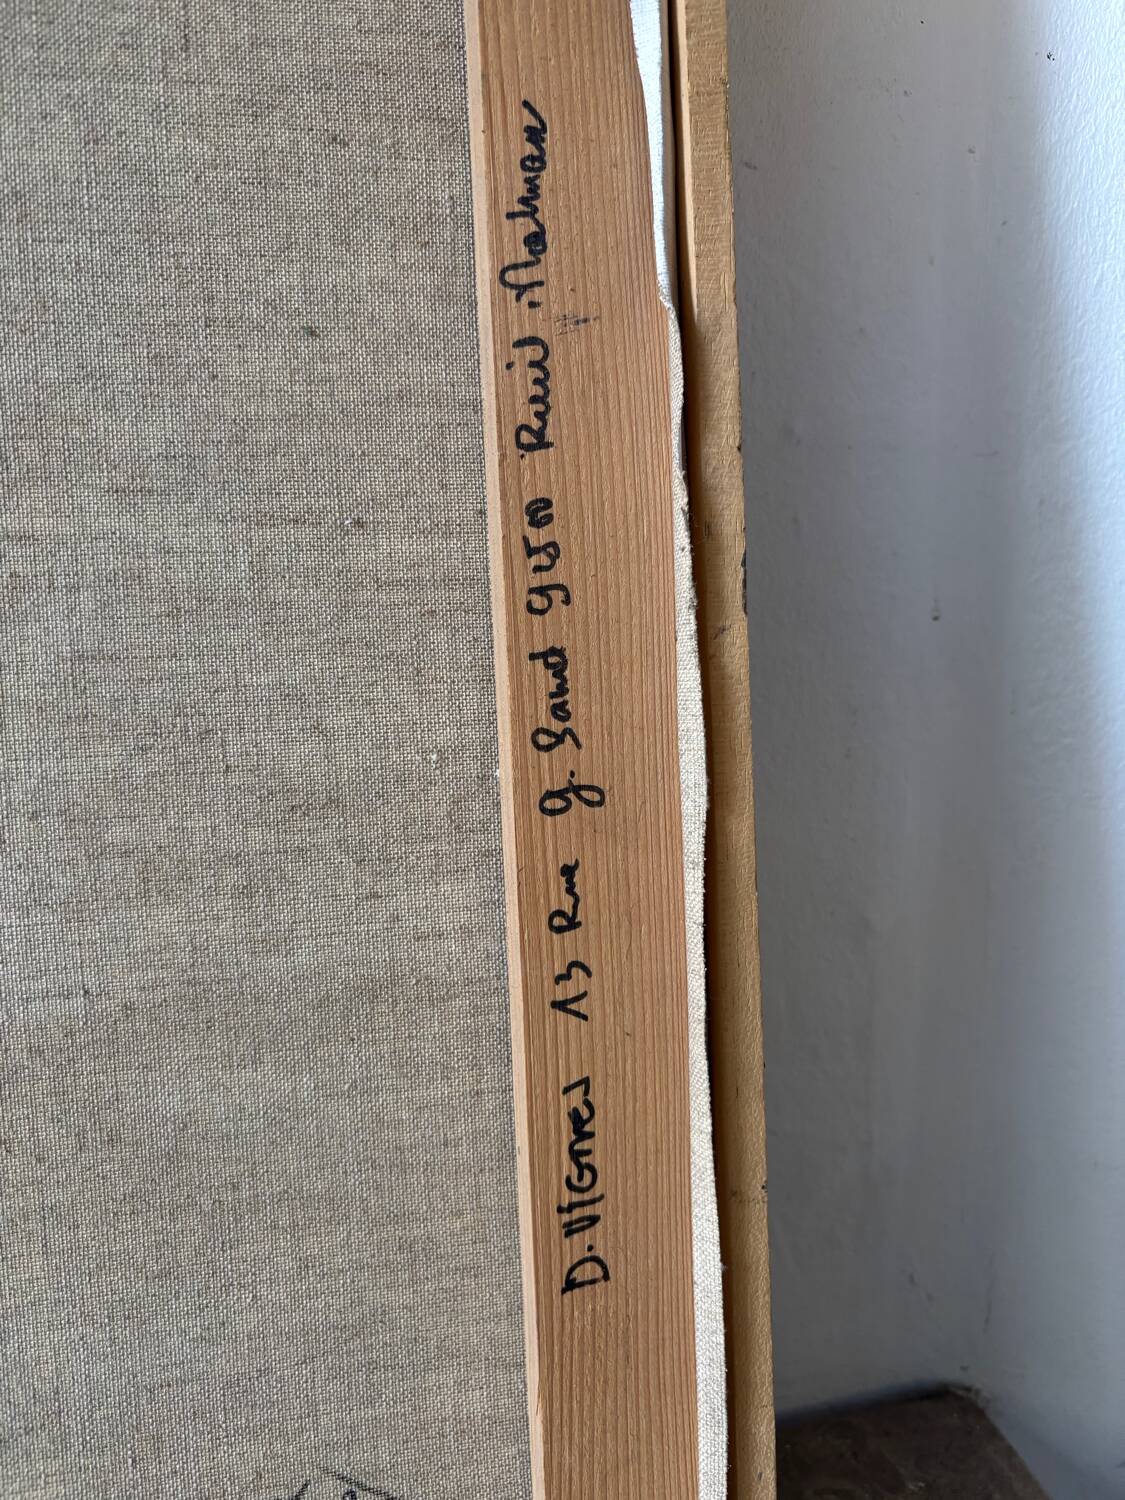 D. Vignes 13 Rue G. Sand 92500 Rueil Malmaison